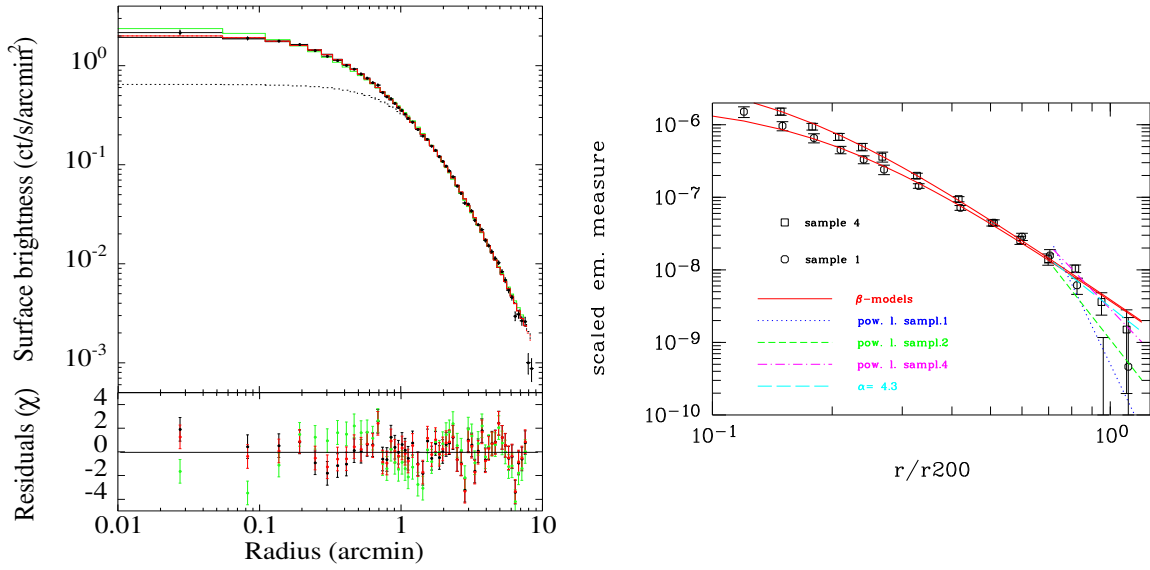 Surface brightness (ct/s/arcmin²)
10⁰
10⁻¹
10⁻²
10⁻³
Residuals (χ)
4
2
0
−2
−4
0.01
0.1
1
10
Radius (arcmin)
scaled em. measure
10⁻⁶
10⁻⁷
10⁻⁸
10⁻⁹
10⁻¹⁰
sample 4
sample 1
β-models
pow. l. sampl.1
pow. l. sampl.2
pow. l. sampl.4
α= 4.3
10⁻¹
10⁰
r/r200